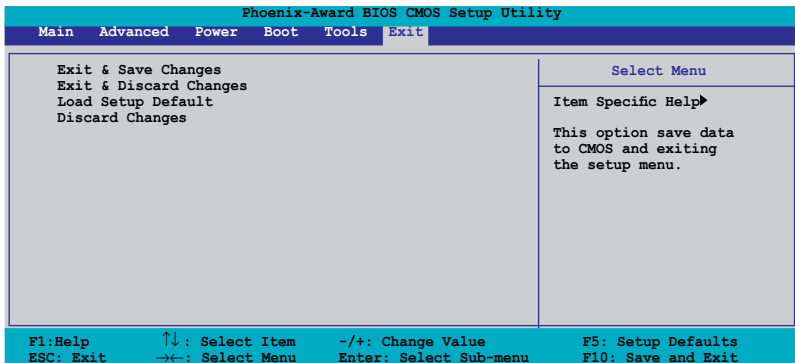 Phoenix-Award BIOS CMOS Setup Utility
Main Advanced Power Boot Tools Exit
Exit & Save Changes
Exit & Discard Changes
Load Setup Default
Discard Changes
Select Menu
Item Specific Help▶
This option save data
to CMOS and exiting
the setup menu.
F1:Help ↑↓: Select Item -/+: Change Value F5: Setup Defaults
ESC: Exit →←: Select Menu Enter: Select Sub-menu F10: Save and Exit